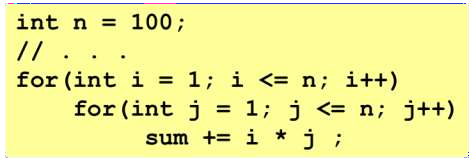 int n = 100;
// . . .
for(int i = 1; i <= n; i++)
for(int j = 1; j <= n; j++)
sum += i * j ;